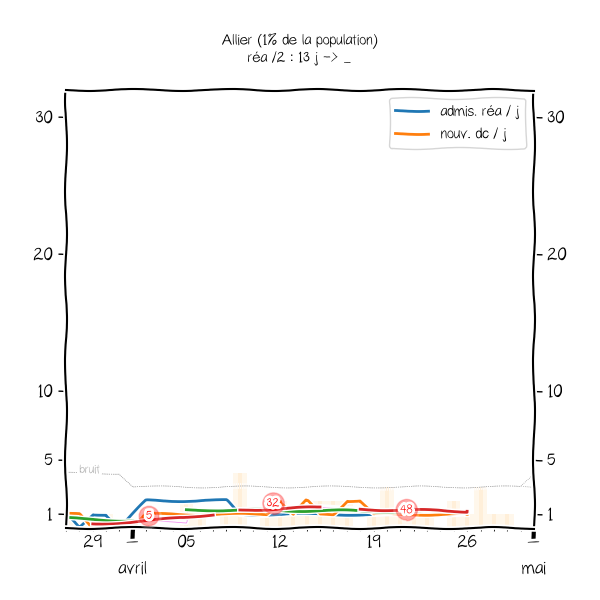 Allier (1% de la population)
réa /2 : 13 j -> _
admis. réa / j
nouv. dc / j
30
30
20
20
10
10
5
5
bruit
1
1
5
32
48
29
05
12
19
26
avril
mai